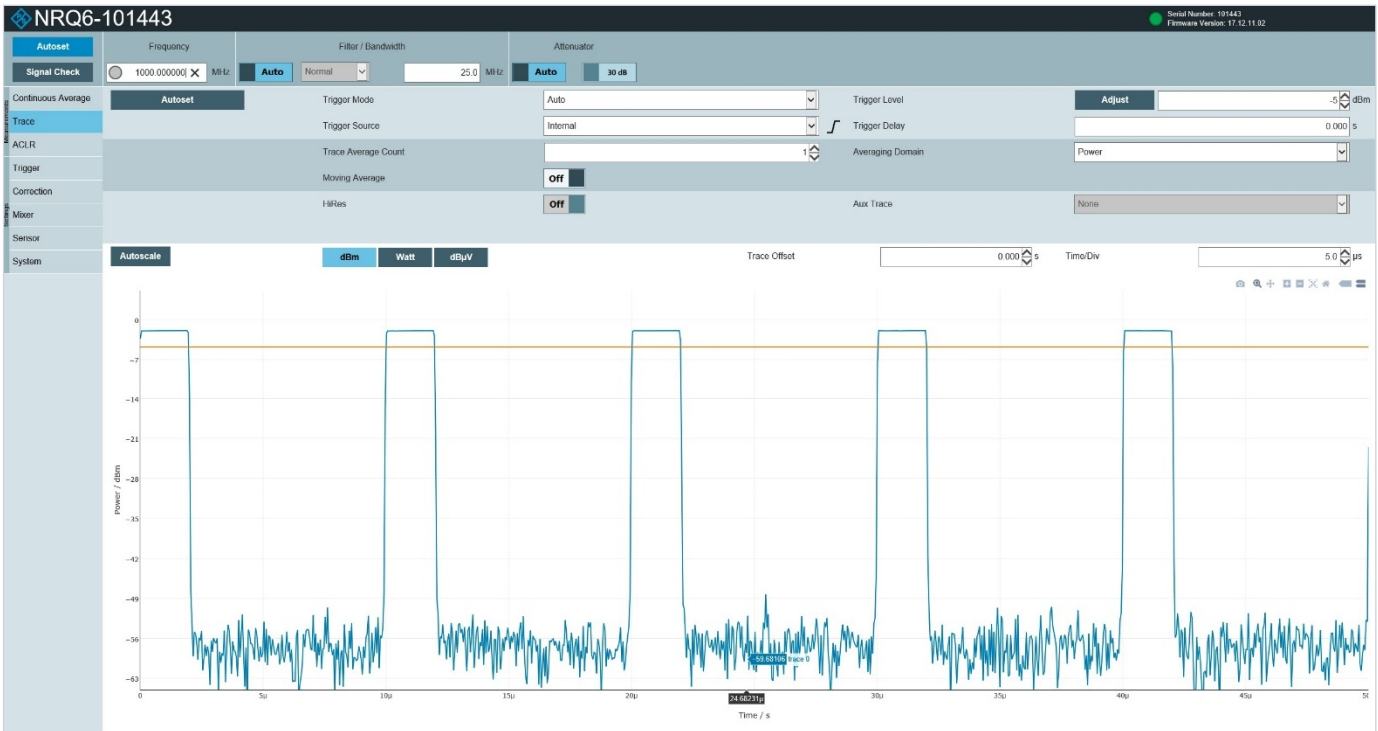 NRQ6-101443
Serial Number: 101443
Firmware Version: 17.12.11.02
Autoset
Frequency
Filter / Bandwidth
Attenuator
Signal Check
1000.000000 MHz
Auto
Normal
25.0 MHz
Auto
30 dB
Measurements
Continuous Average
Trace
ACLR
Settings
Trigger
Correction
Mixer
Sensor
System
Autoset
Trigger Mode
Auto
Trigger Level
Adjust
-5 dBm
Trigger Source
Internal
Trigger Delay
0.000 s
Trace Average Count
1
Averaging Domain
Power
Moving Average
Off
HiRes
Off
Aux Trace
None
Autoscale
dBm
Watt
dBµV
Trace Offset
0.000 s
Time/Div
5.0 µs
Power / dBm
0
−7
−14
−21
−28
−35
−42
−49
−56
−63
−59.68106 trace 0
0
5µ
10µ
15µ
20µ
24.68231µ
30µ
35µ
40µ
45µ
Time / s